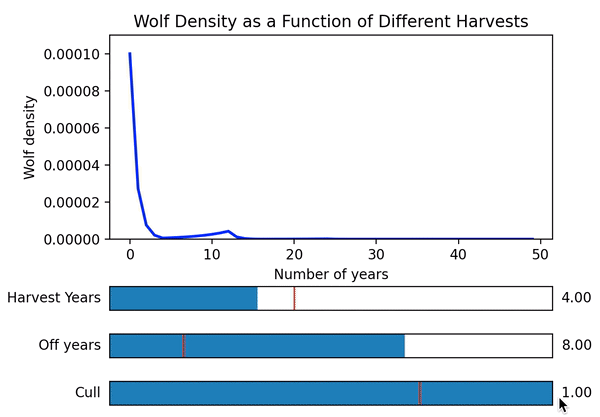 Wolf Density as a Function of Different Harvests
Wolf density
0.00010
0.00008
0.00006
0.00004
0.00002
0.00000
0 10 20 30 40 50
Number of years
Harvest Years 4.00
Off years 8.00
Cull 1.00